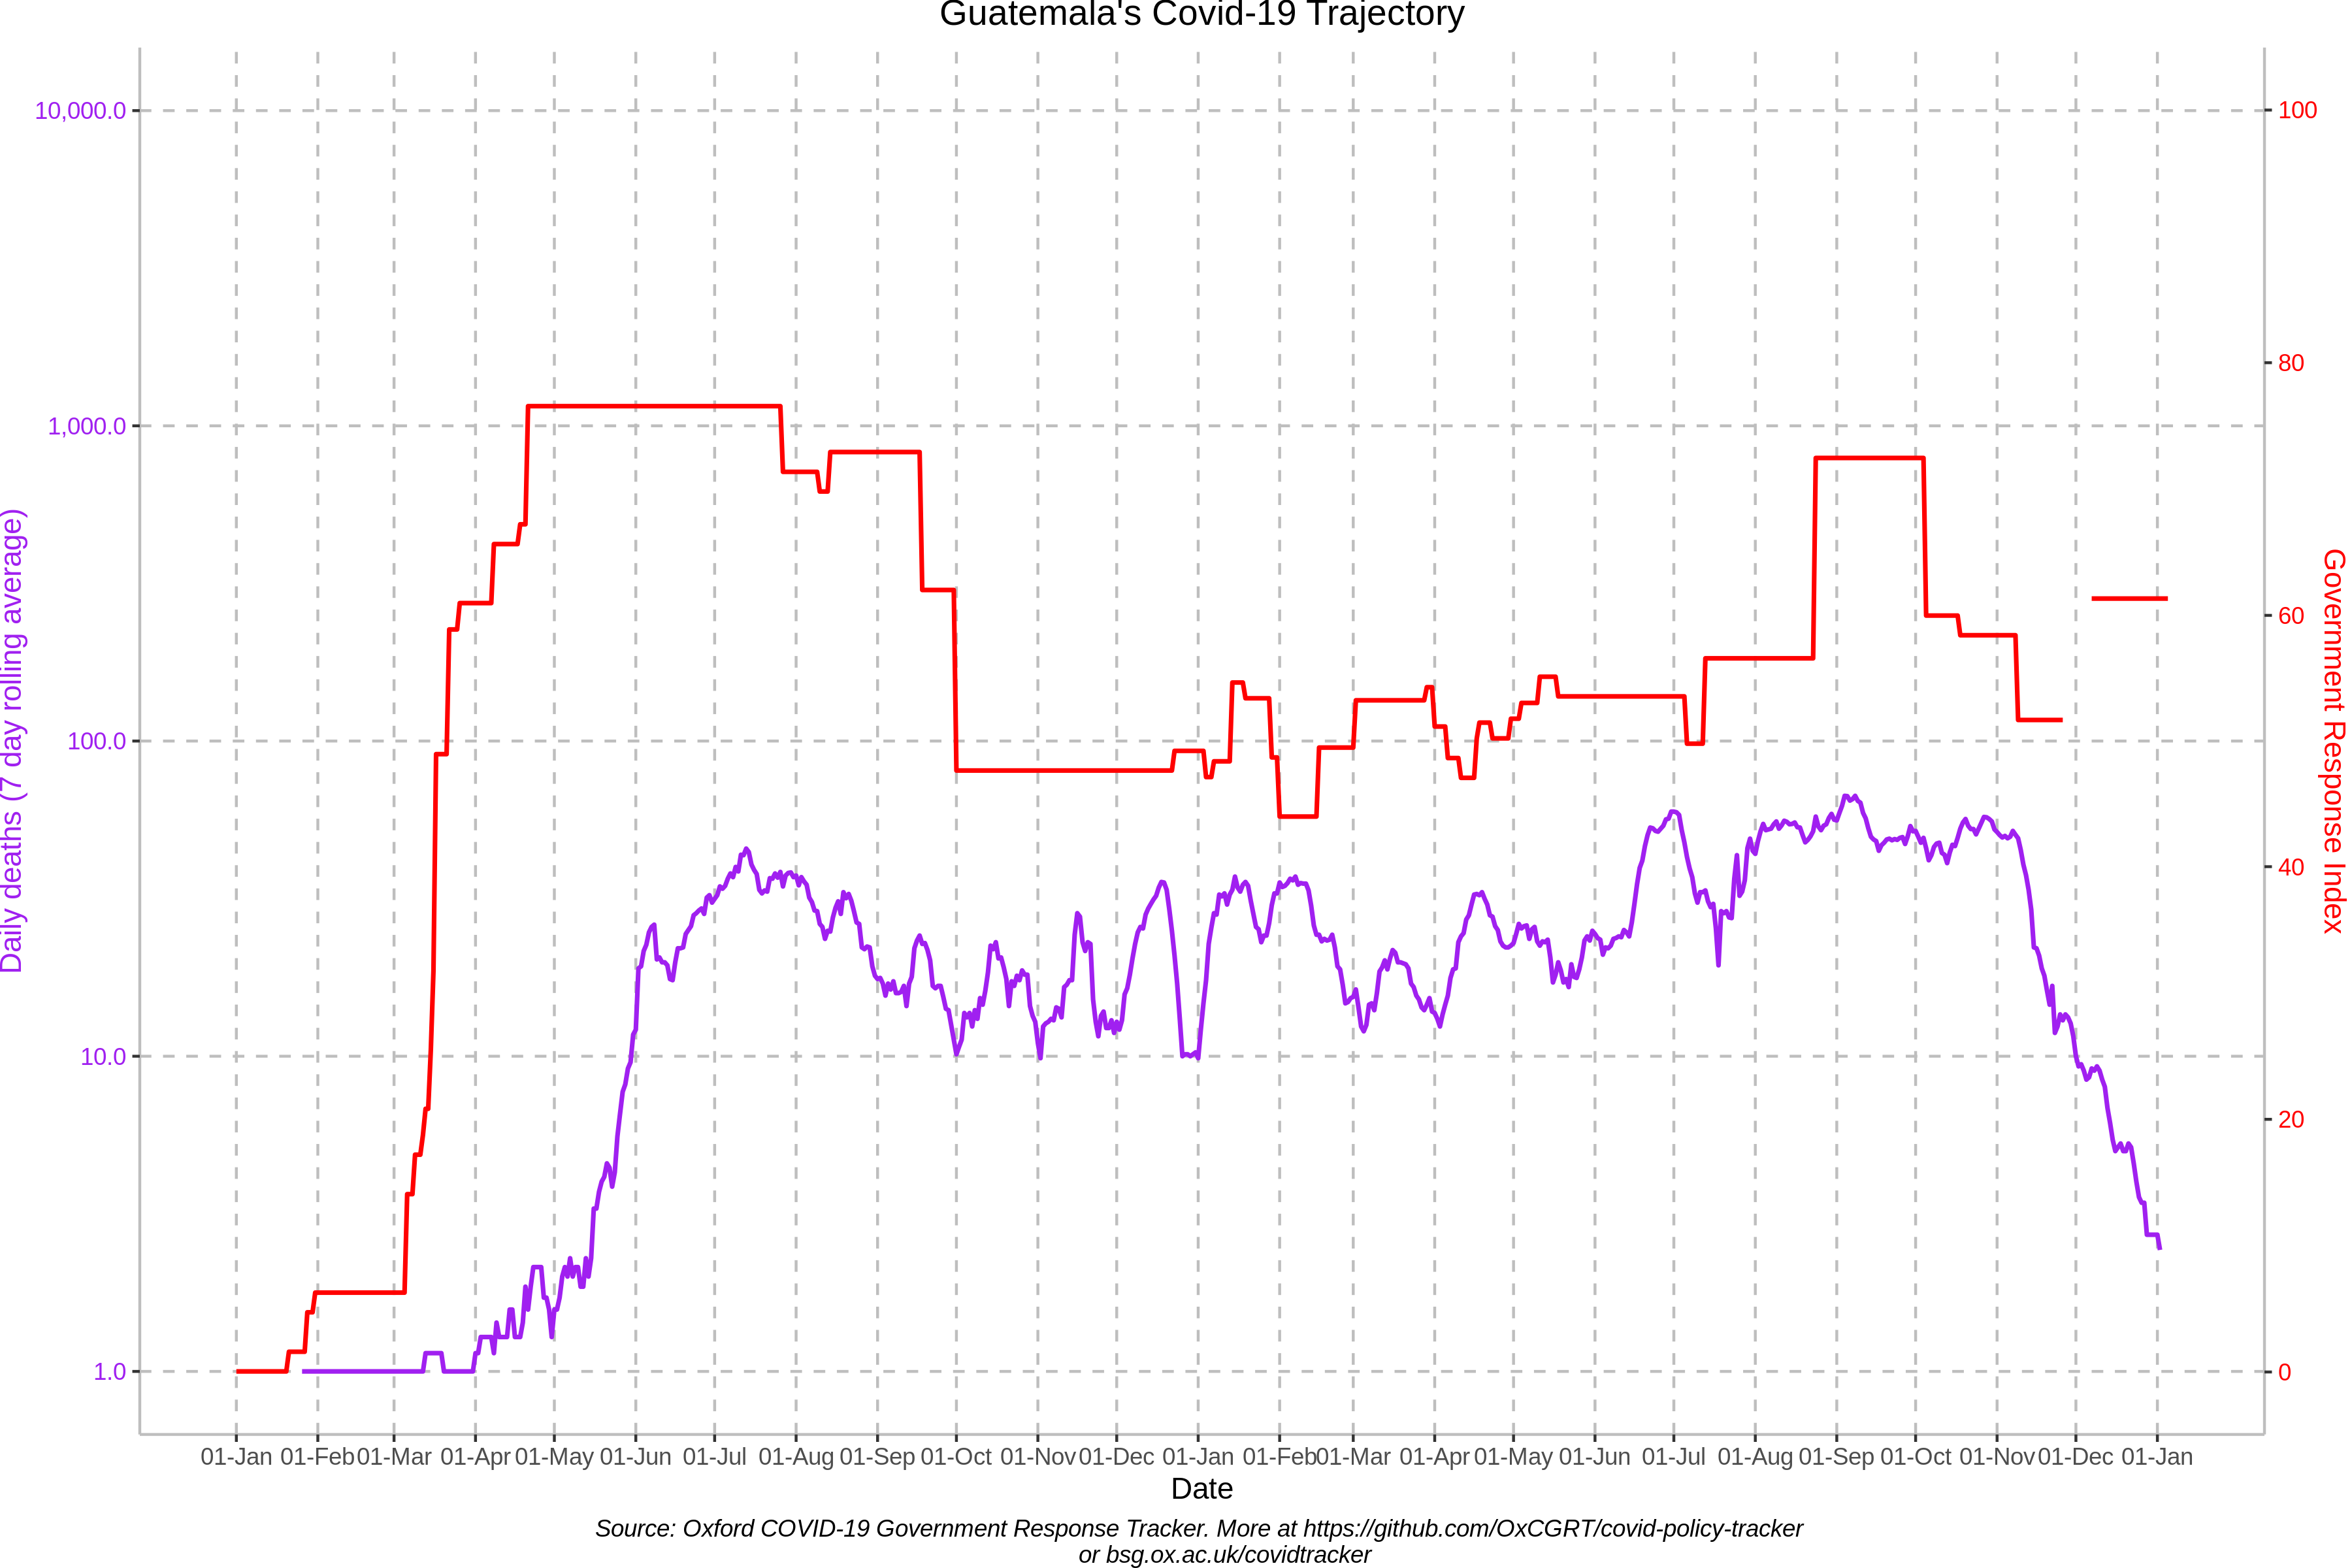 Guatemala's Covid-19 Trajectory
10,000.0
1,000.0
100.0
10.0
1.0
Daily deaths (7 day rolling average)
100
80
60
40
20
0
Government Response Index
01-Jan 01-Feb 01-Mar 01-Apr 01-May 01-Jun 01-Jul 01-Aug 01-Sep 01-Oct 01-Nov 01-Dec 01-Jan 01-Feb 01-Mar 01-Apr 01-May 01-Jun 01-Jul 01-Aug 01-Sep 01-Oct 01-Nov 01-Dec 01-Jan
Date
Source: Oxford COVID-19 Government Response Tracker. More at https://github.com/OxCGRT/covid-policy-tracker
or bsg.ox.ac.uk/covidtracker